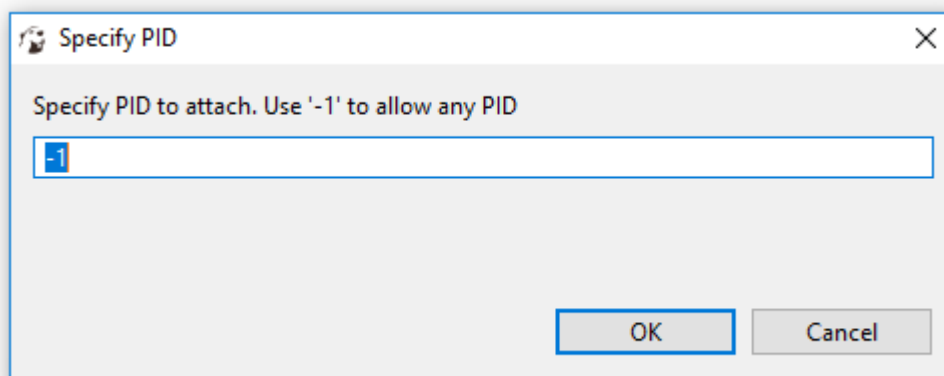 Specify PID
Specify PID to attach. Use '-1' to allow any PID
-1
OK
Cancel